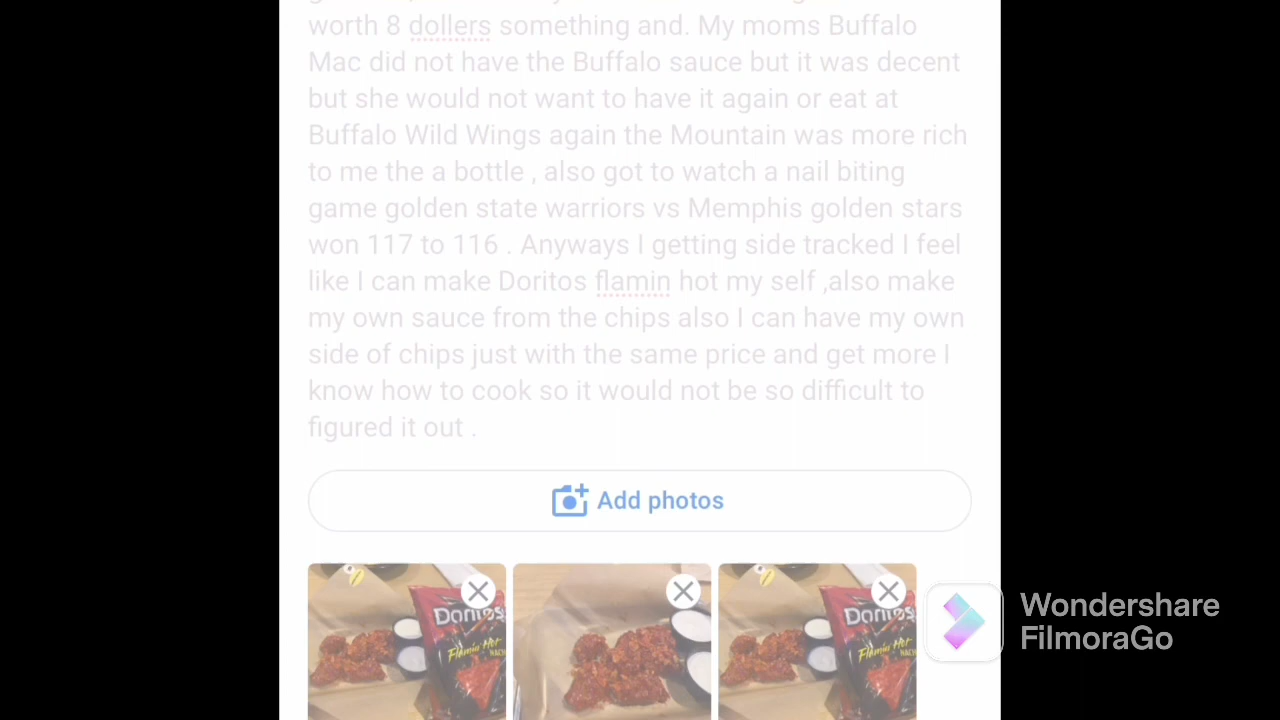 worth 8 dollers something and. My moms Buffalo
Mac did not have the Buffalo sauce but it was decent
but she would not want to have it again or eat at
Buffalo Wild Wings again the Mountain was more rich
to me the a bottle , also got to watch a nail biting
game golden state warriors vs Memphis golden stars
won 117 to 116 . Anyways I getting side tracked I feel
like I can make Doritos flamin hot my self ,also make
my own sauce from the chips also I can have my own
side of chips just with the same price and get more I
know how to cook so it would not be so difficult to
figured it out .
Add photos
Doritos
Flamin Hot
Doritos
Flamin Hot
Wondershare
FilmoraGo